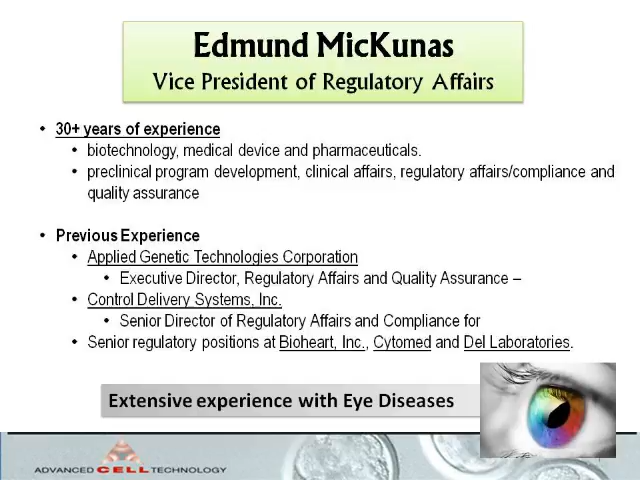 Edmund MicKunas
Vice President of Regulatory Affairs
• 30+ years of experience
• biotechnology, medical device and pharmaceuticals.
• preclinical program development, clinical affairs, regulatory affairs/compliance and
quality assurance
• Previous Experience
• Applied Genetic Technologies Corporation
• Executive Director, Regulatory Affairs and Quality Assurance –
• Control Delivery Systems, Inc.
• Senior Director of Regulatory Affairs and Compliance for
• Senior regulatory positions at Bioheart, Inc., Cytomed and Del Laboratories.
Extensive experience with Eye Diseases
ADVANCED CELL TECHNOLOGY